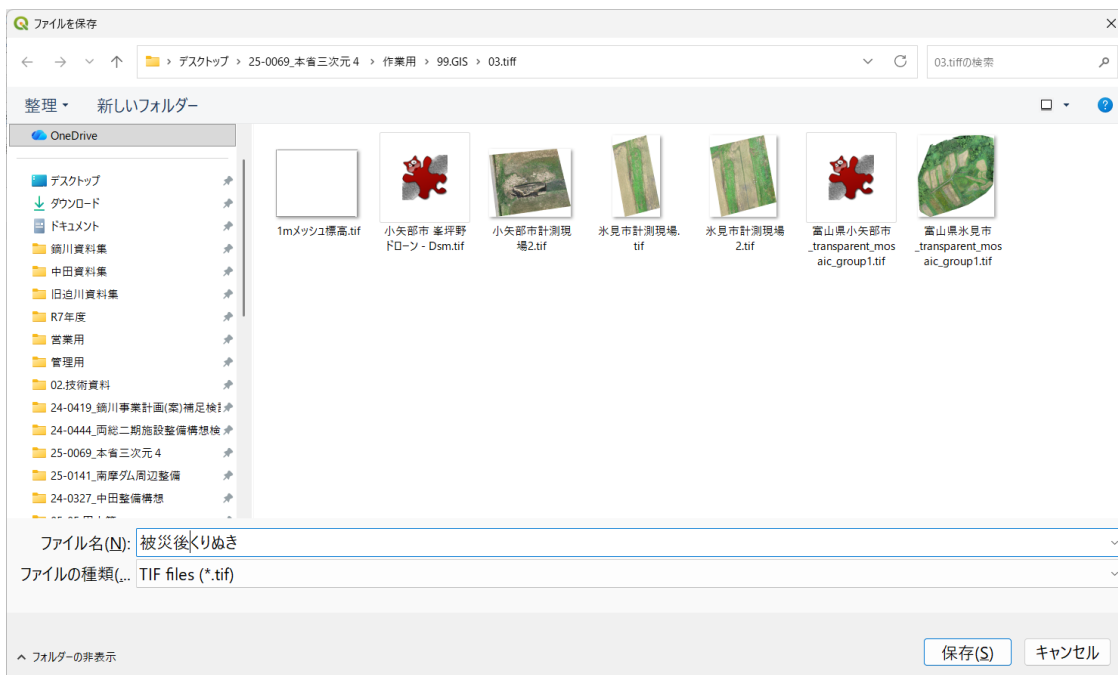 ファイルを保存
デスクトップ › 25-0069_本省三次元４ › 作業用 › 99.GIS › 03.tiff
03.tiffの検索
整理
新しいフォルダー
OneDrive
デスクトップ
ダウンロード
ドキュメント
鏑川資料集
中田資料集
旧迫川資料集
R7年度
営業用
管理用
02.技術資料
24-0419_鏑川事業計画(案)補足検
24-0444_両総二期施設整備構想検
25-0069_本省三次元４
25-0141_南摩ダム周辺整備
24-0327_中田整備構想
1mメッシュ標高.tif
小矢部市 峯坪野
ドローン - Dsm.tif
小矢部市計測現
場2.tif
氷見市計測現場.
tif
氷見市計測現場
2.tif
富山県小矢部市
_transparent_mos
aic_group1.tif
富山県氷見市
_transparent_mos
aic_group1.tif
ファイル名(N): 被災後くりぬき
ファイルの種類(... TIF files (*.tif)
フォルダーの非表示
保存(S)
キャンセル